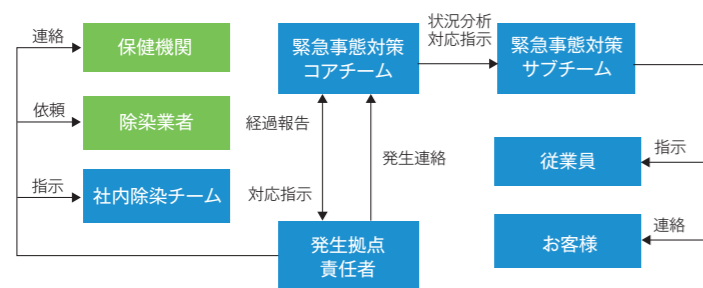 連絡
保健機関
依頼
除染業者
指示
社内除染チーム
緊急事態対策
コアチーム
状況分析
対応指示
緊急事態対策
サブチーム
経過報告
発生連絡
対応指示
発生拠点
責任者
従業員
指示
お客様
連絡